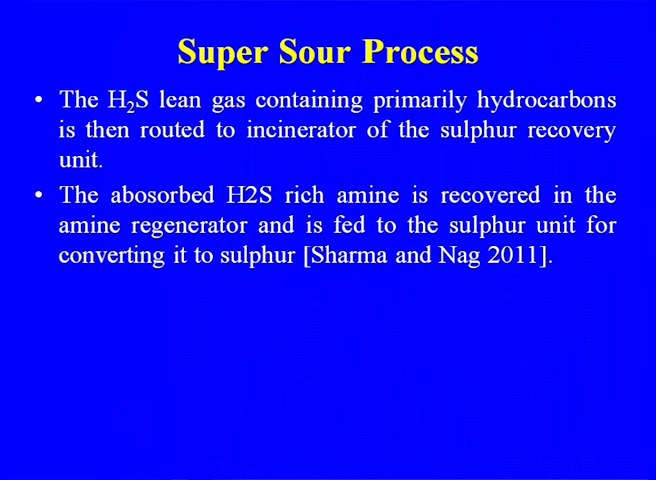 Super Sour Process
• The H₂S lean gas containing primarily hydrocarbons
is then routed to incinerator of the sulphur recovery
unit.
• The abosorbed H2S rich amine is recovered in the
amine regenerator and is fed to the sulphur unit for
converting it to sulphur [Sharma and Nag 2011].